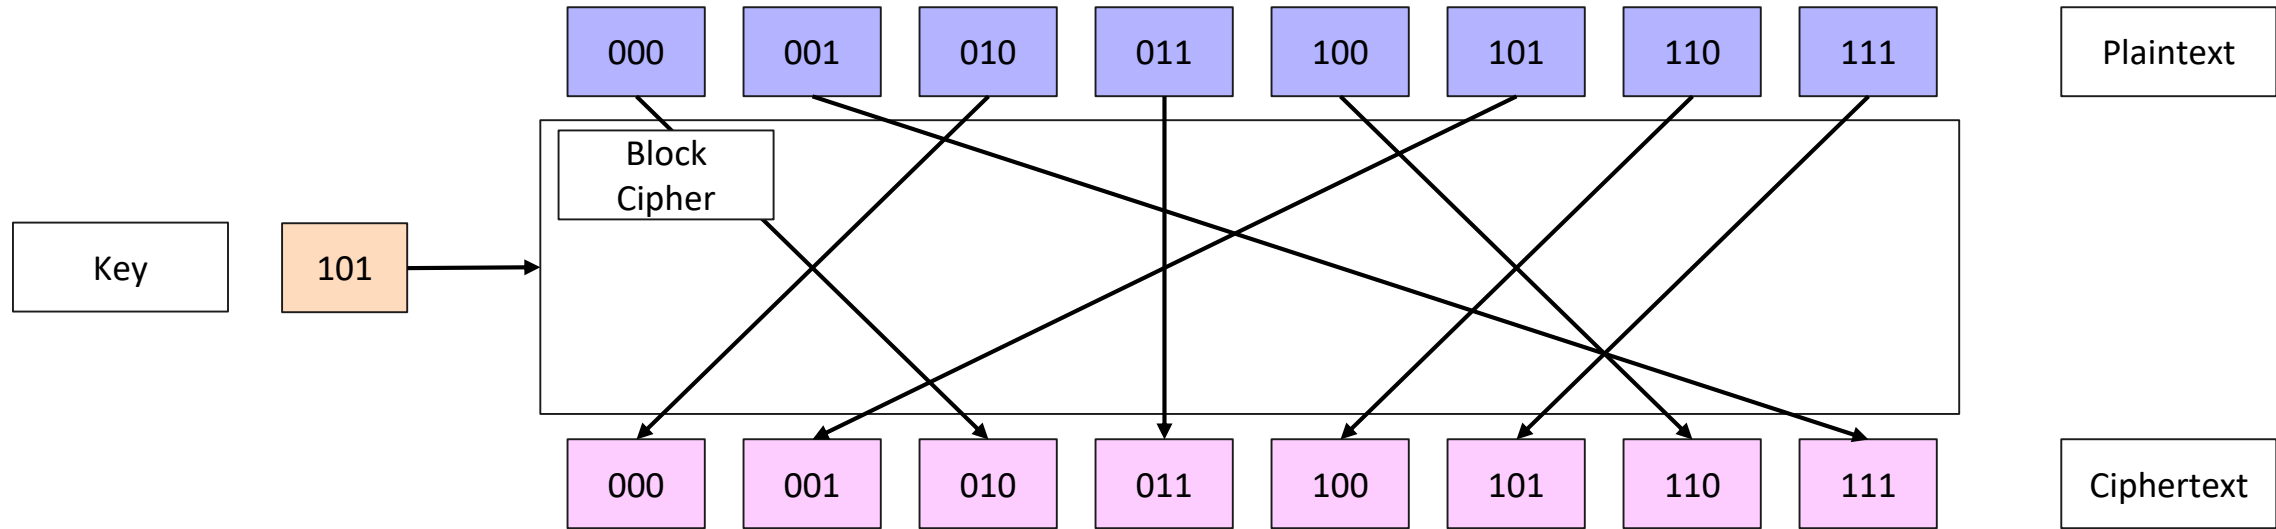 000 001 010 011 100 101 110 111 Plaintext
Block
Cipher
Key 101
000 001 010 011 100 101 110 111 Ciphertext